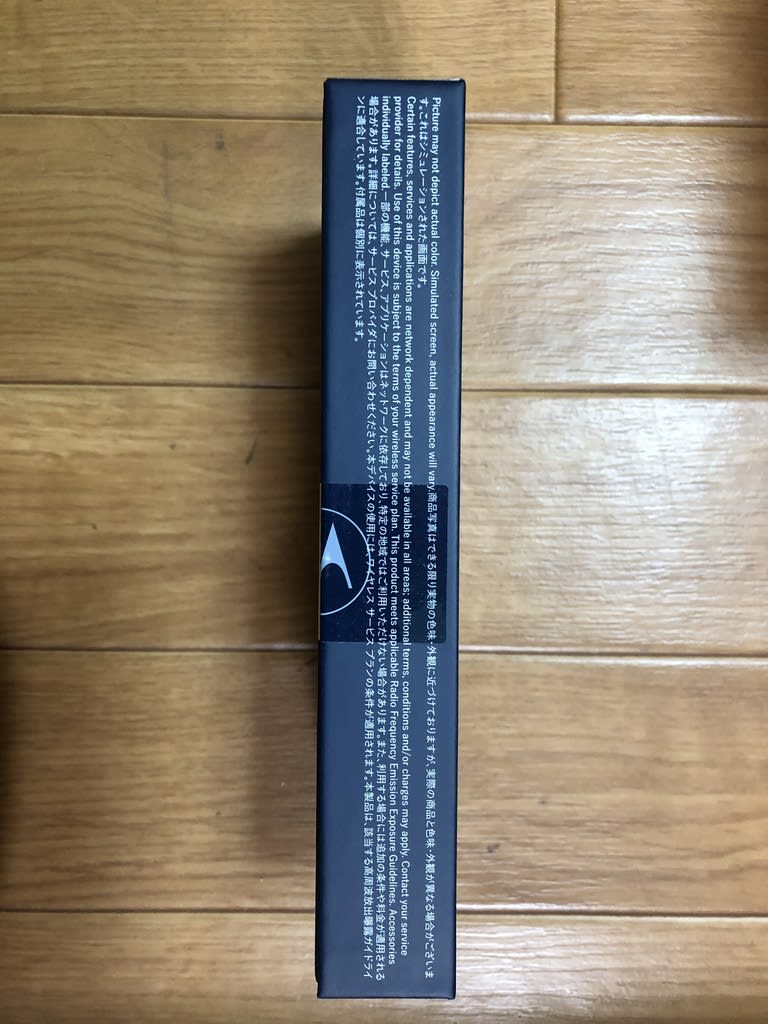 Picture may not depict actual color. Simulated screen, actual appearance will vary.商品写真はできる限り実物の色味・外観に近づけておりますが、実際の商品と色味・外観が異なる場合がございま
す。これはシミュレーションされた画面です。
Certain features, services and applications are network dependent and may not be available in all areas; additional terms, conditions and/or charges may apply. Contact your service
provider for details. Use of this device is subject to the terms of your wireless service plan. This product meets applicable Radio Frequency Emission Exposure Guidelines. Accessories
individually labeled.一部の機能、サービス、アプリケーションはネットワークに依存しており、特定の地域ではご利用いただけない場合があります。また、利用する場合には追加の条件や料金が適用される
場合があります。詳細については、サービス プロバイダにお問い合わせください。本デバイスの使用には、ワイヤレス サービス プランの条件が適用されます。本製品は、該当する高周波放出曝露ガイドライ
ンに適合しています。付属品は個別に表示されています。